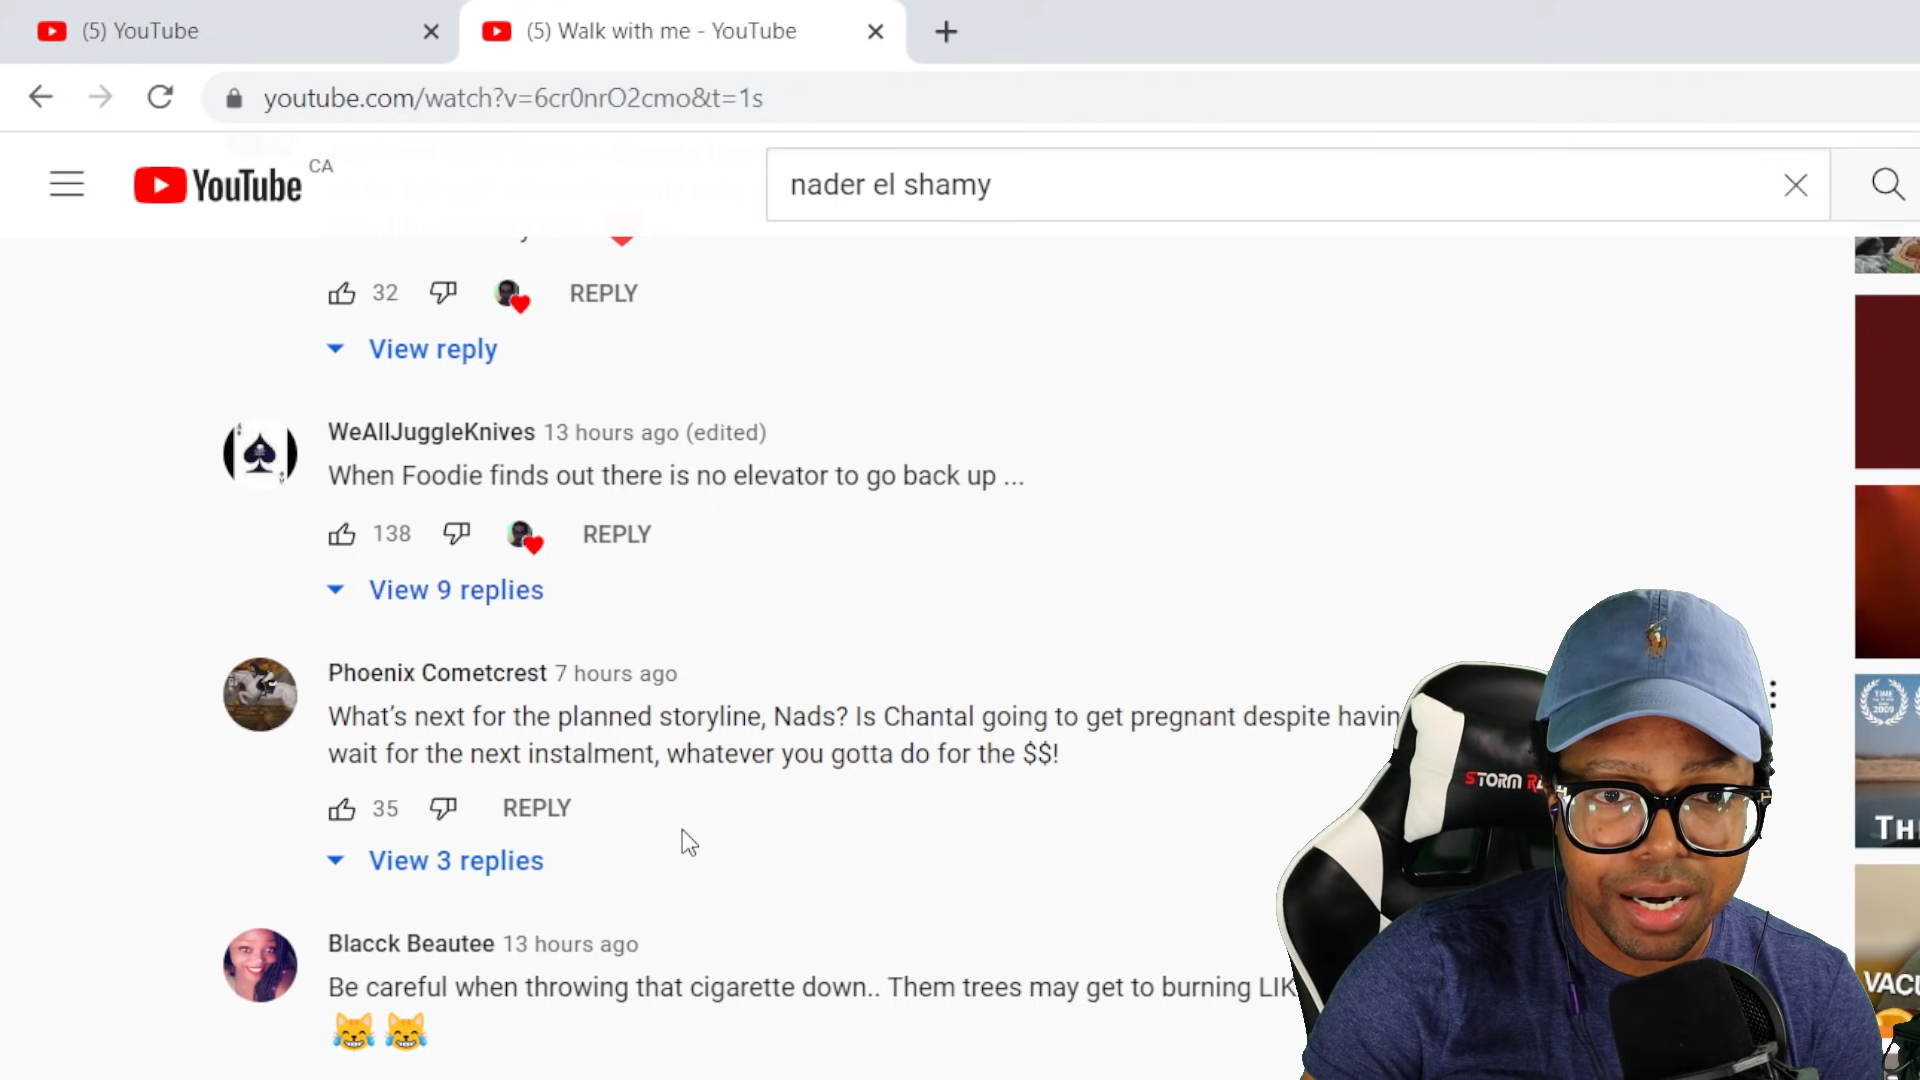 (5) YouTube
(5) Walk with me - YouTube
youtube.com/watch?v=6cr0nrO2cmo&t=1s
YouTube CA
nader el shamy
32 REPLY
View reply
WeAllJuggleKnives 13 hours ago (edited)
When Foodie finds out there is no elevator to go back up ...
138 REPLY
View 9 replies
Phoenix Cometcrest 7 hours ago
What's next for the planned storyline, Nads? Is Chantal going to get pregnant despite havin
wait for the next instalment, whatever you gotta do for the $$!
35 REPLY
View 3 replies
Blacck Beautee 13 hours ago
Be careful when throwing that cigarette down.. Them trees may get to burning LIK
😹 😹
STORM
TIME
2009
TH
VACU